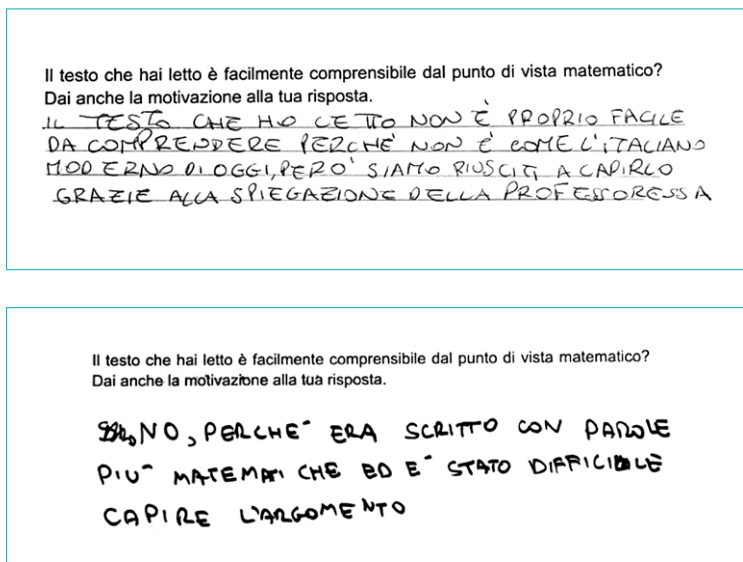 Il testo che hai letto è facilmente comprensibile dal punto di vista matematico?
Dai anche la motivazione alla tua risposta.
IL TESTO CHE HO LETTO NON È PROPRIO FACILE
DA COMPRENDERE PERCHÉ NON È COME L'ITALIANO
MODERNO DI OGGI, PERO' SIAMO RIUSCITI A CAPIRLO
GRAZIE ALLA SPIEGAZIONE DELLA PROFESSORESSA
Il testo che hai letto è facilmente comprensibile dal punto di vista matematico?
Dai anche la motivazione alla tua risposta.
NO, PERCHE' ERA SCRITTO CON PAROLE
PIU' MATEMATICHE ED E' STATO DIFFICILE
CAPIRE L'ARGOMENTO